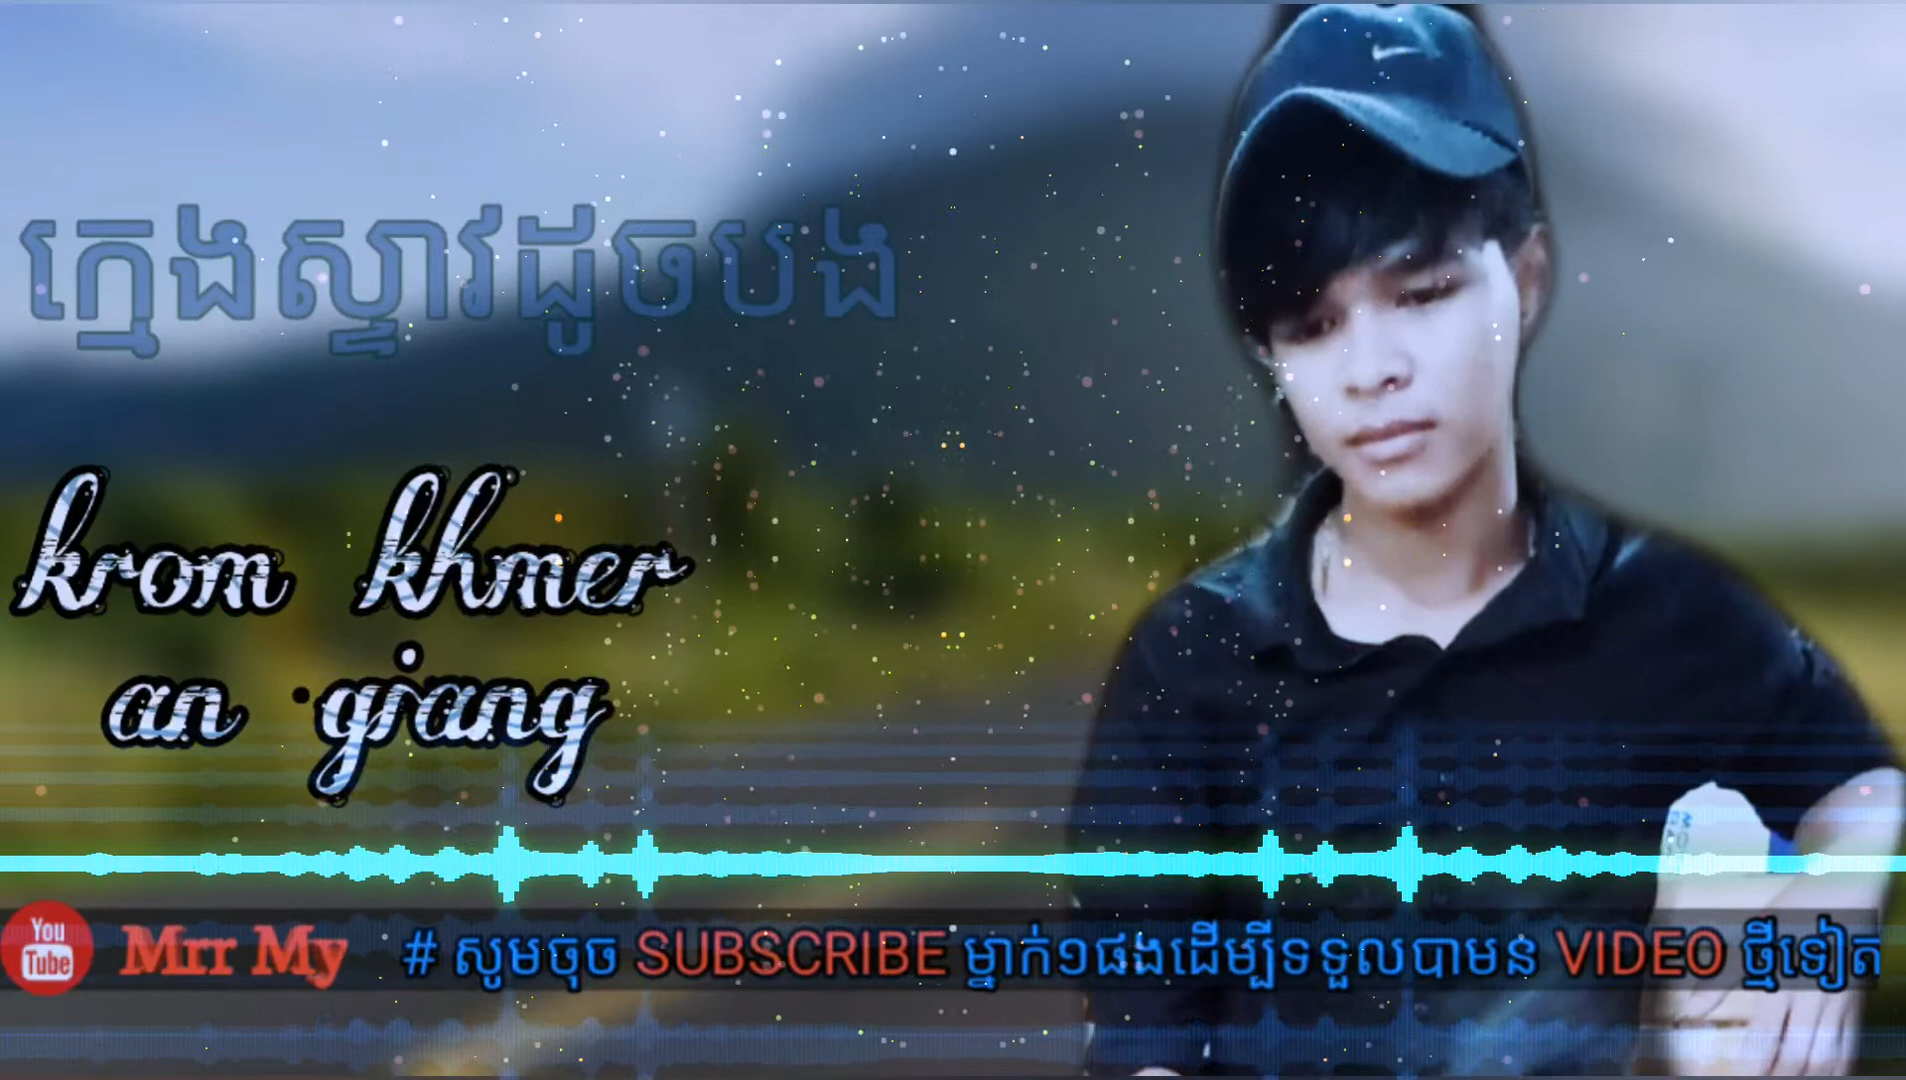 ក្មេងស្ទាវដូចបង
krom khmer
an giang
You
Tube
Mrr My # សូមចុច SUBSCRIBE ម្នាក់១ផងដើម្បីទទួលបាមន VIDEO ថ្មីទៀត